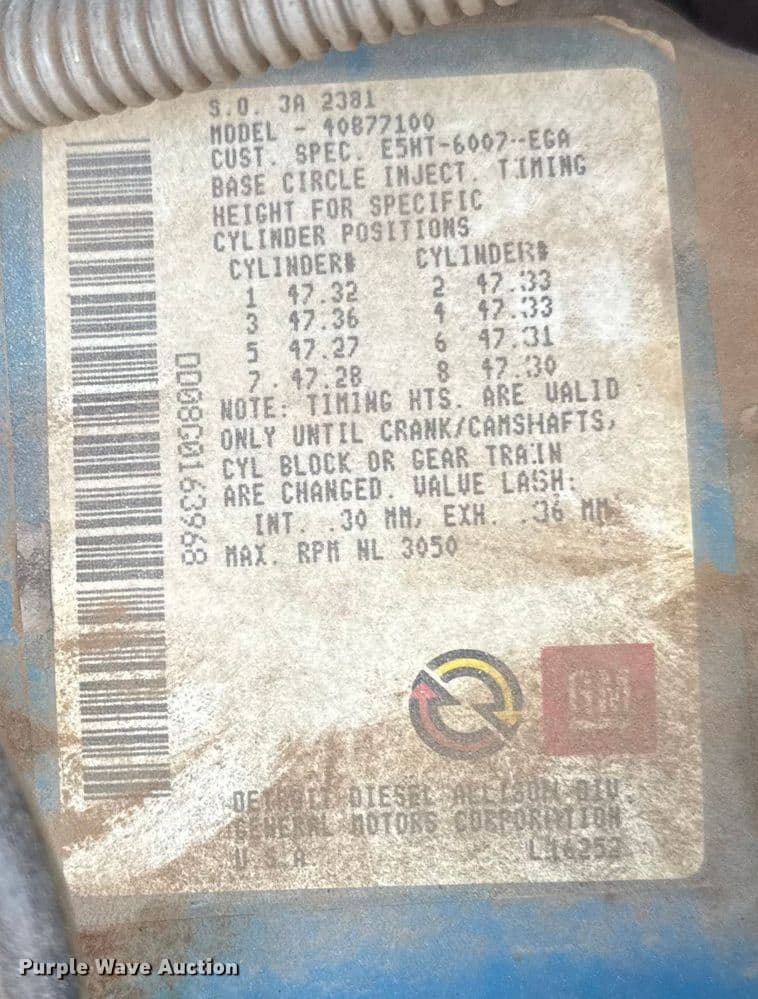 S.O. 3A 2381
MODEL - 40877100
CUST. SPEC. E5HT-6007--EGA
BASE CIRCLE INJECT. TIMING
HEIGHT FOR SPECIFIC
CYLINDER POSITIONS
CYLINDER# CYLINDER#
1 47.32 2 47.33
3 47.36 4 47.33
5 47.27 6 47.31
7 47.28 8 47.30
NOTE: TIMING HTS. ARE VALID
ONLY UNTIL CRANK/CAMSHAFTS,
CYL BLOCK OR GEAR TRAIN
ARE CHANGED. VALVE LASH:
INT. .30 MM, EXH. .36 MM
MAX. RPM NL 3050
DD08G0163968
GM
DETROIT DIESEL ALLISON DIV.
GENERAL MOTORS CORPORATION
U S A
Purple Wave Auction